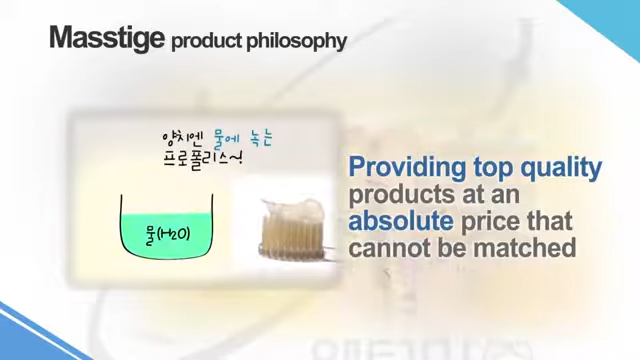 Masstige product philosophy
양치엔 물에 녹는
프로폴리스~!
물(H2O)
Providing top quality
products at an
absolute price that
cannot be matched